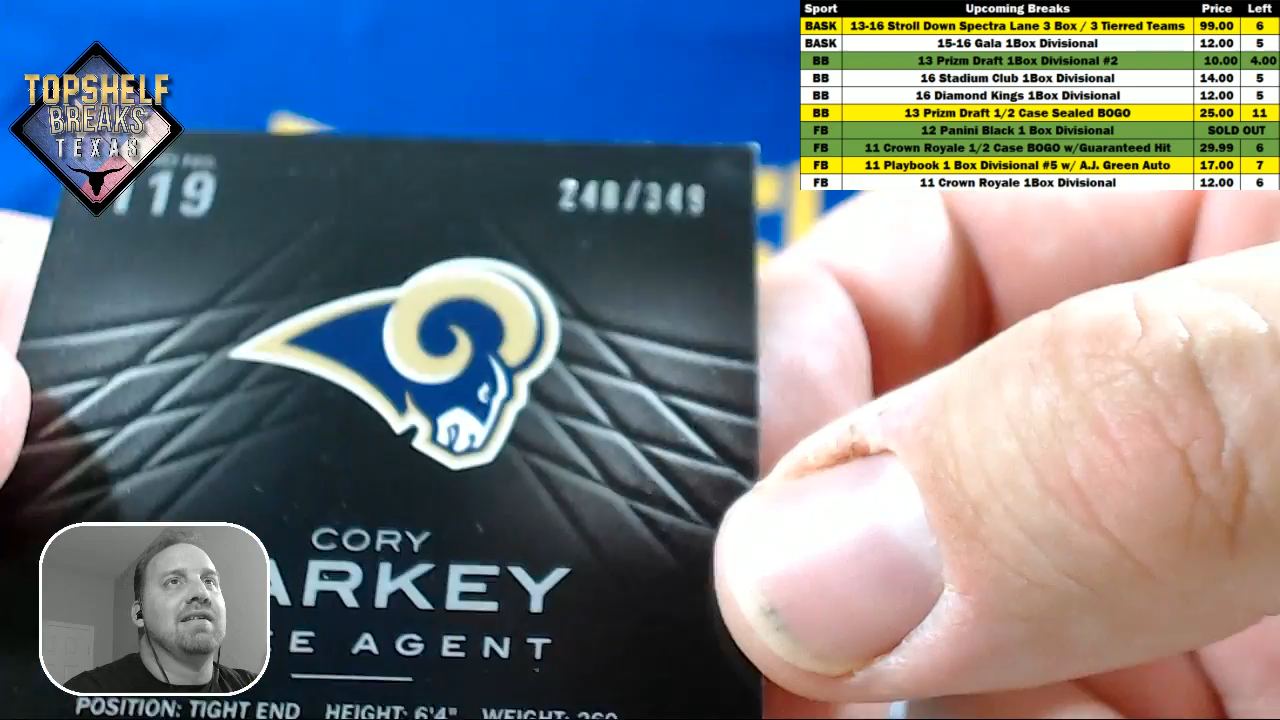 TOPSHELF
BREAKS
TEXAS
Sport Upcoming Breaks Price Left
BASK 13-16 Stroll Down Spectra Lane 3 Box / 3 Tierred Teams 99.00 6
BASK 15-16 Gala 1Box Divisional 12.00 5
BB 13 Prizm Draft 1Box Divisional #2 10.00 4.00
BB 16 Stadium Club 1Box Divisional 14.00 5
BB 16 Diamond Kings 1Box Divisional 12.00 5
BB 13 Prizm Draft 1/2 Case Sealed BOGO 25.00 11
FB 12 Panini Black 1 Box Divisional SOLD OUT
FB 11 Crown Royale 1/2 Case BOGO w/Guaranteed Hit 29.99 6
FB 11 Playbook 1 Box Divisional #5 w/ A.J. Green Auto 17.00 7
FB 11 Crown Royale 1Box Divisional 12.00 6
119
248/349
CORY
ARKEY
E AGENT
POSITION: TIGHT END HEIGHT: 6'4" WEIGHT: 260